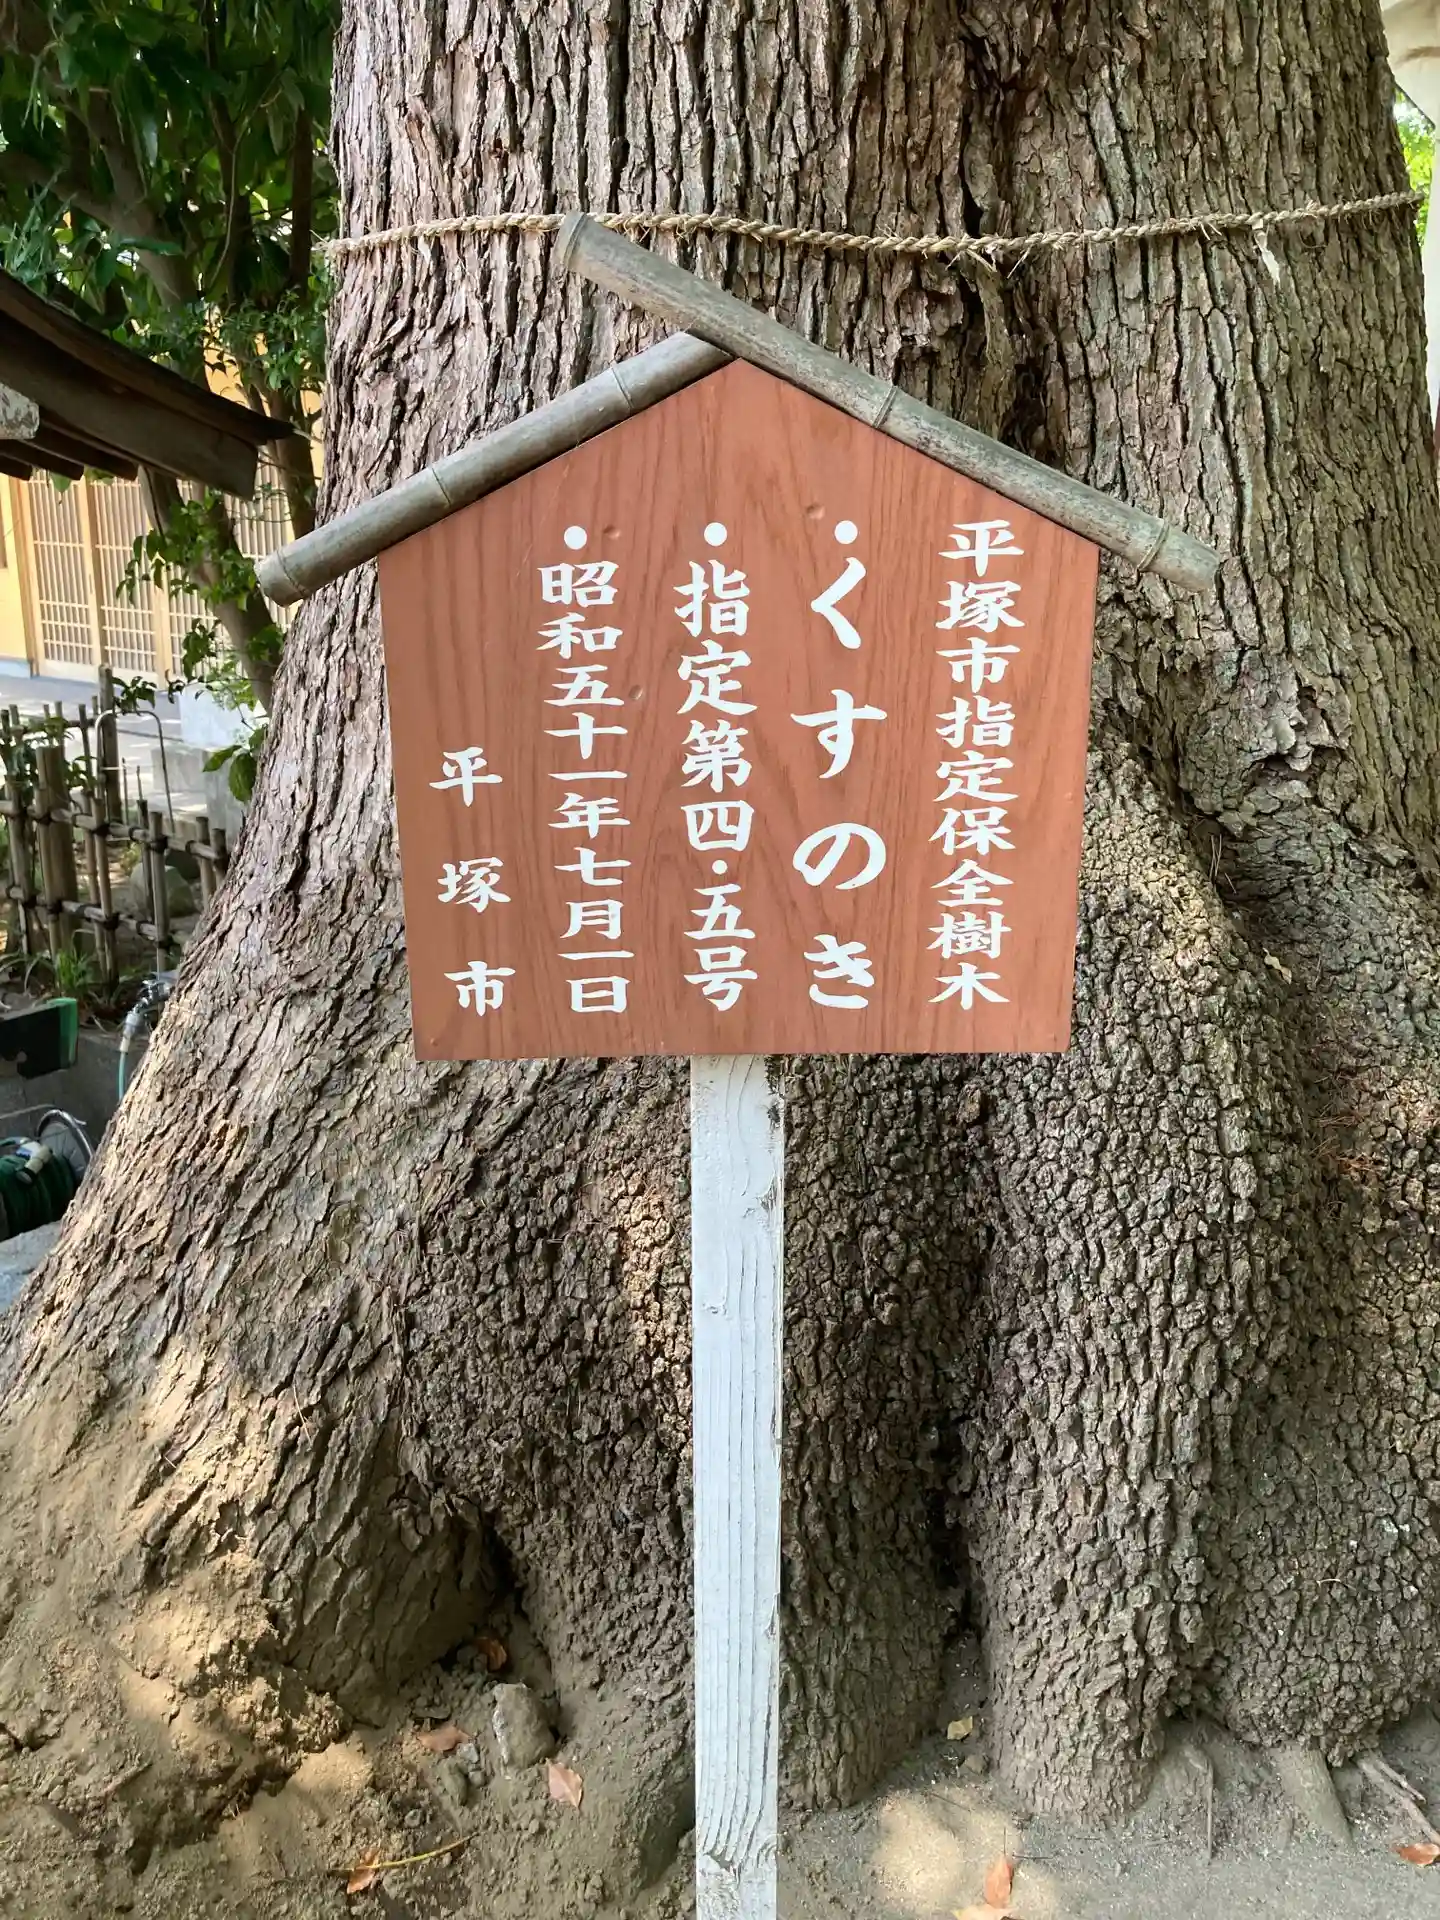 平塚市指定保全樹木
・くすのき
・指定第四・五号
・昭和五十一年七月一日
平塚市